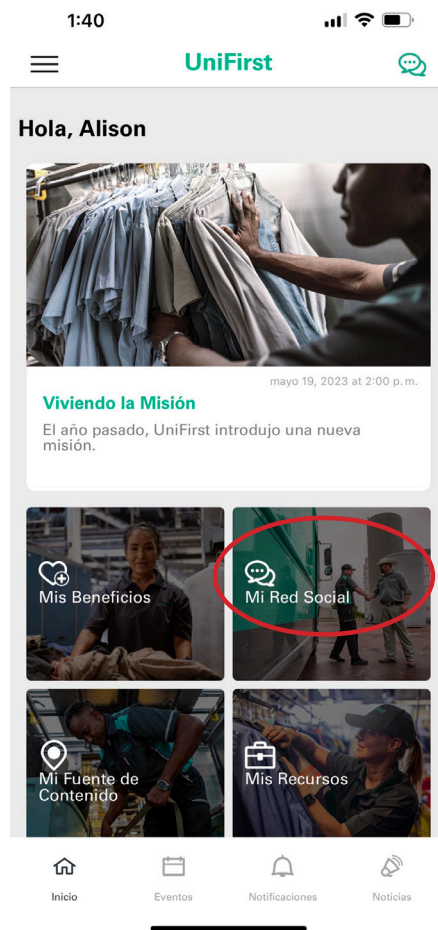 1:40
UniFirst
Hola, Alison
mayo 19, 2023 at 2:00 p.m.
Viviendo la Misión
El año pasado, UniFirst introdujo una nueva
misión.
Mis Beneficios
Mi Red Social
Mi Fuente de
Contenido
Mis Recursos
Inicio
Eventos
Notificaciones
Noticias